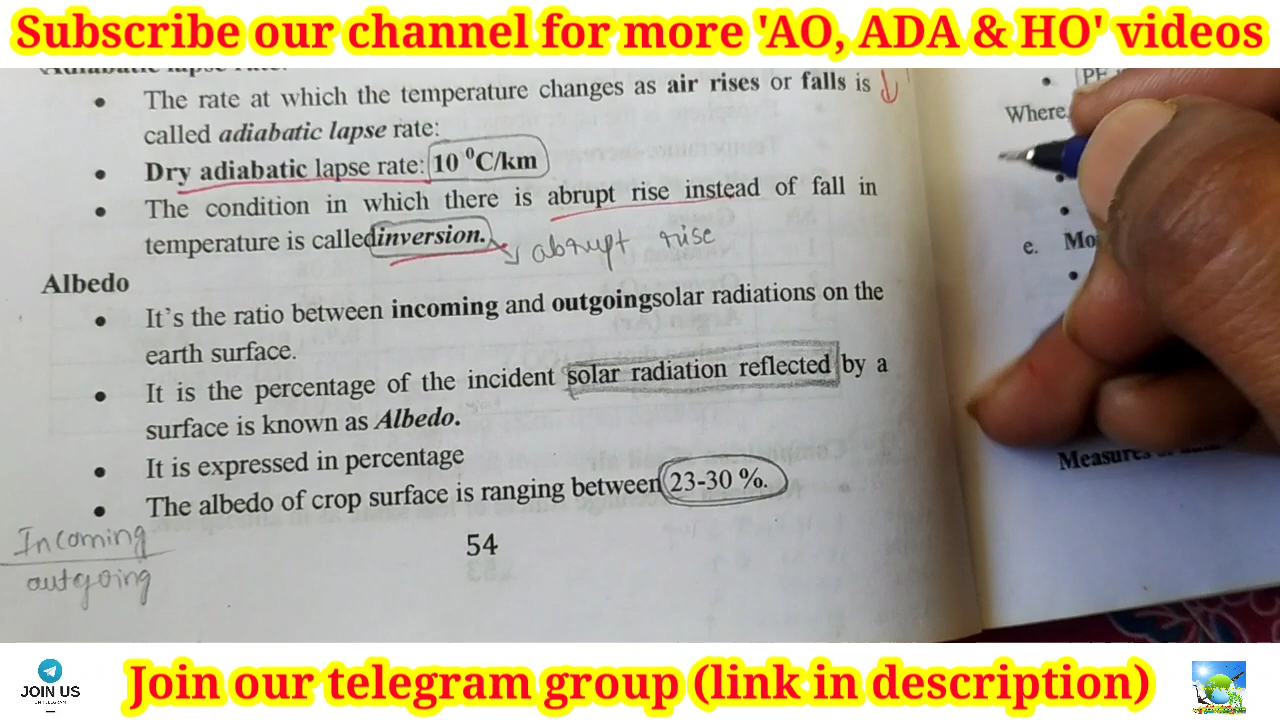 Subscribe our channel for more 'AO, ADA & HO' videos
• The rate at which the temperature changes as air rises or falls is
called adiabatic lapse rate:
• Dry adiabatic lapse rate: 10 ⁰C/km
• The condition in which there is abrupt rise instead of fall in
temperature is calledinversion. abrupt rise
Albedo
• It's the ratio between incoming and outgoingsolar radiations on the
earth surface.
• It is the percentage of the incident solar radiation reflected by a
surface is known as Albedo.
• It is expressed in percentage
• The albedo of crop surface is ranging between 23-30 %.
Incoming
outgoing
54
Where,
e.
Measures
JOIN US
ON TELEGRAM
Join our telegram group (link in description)